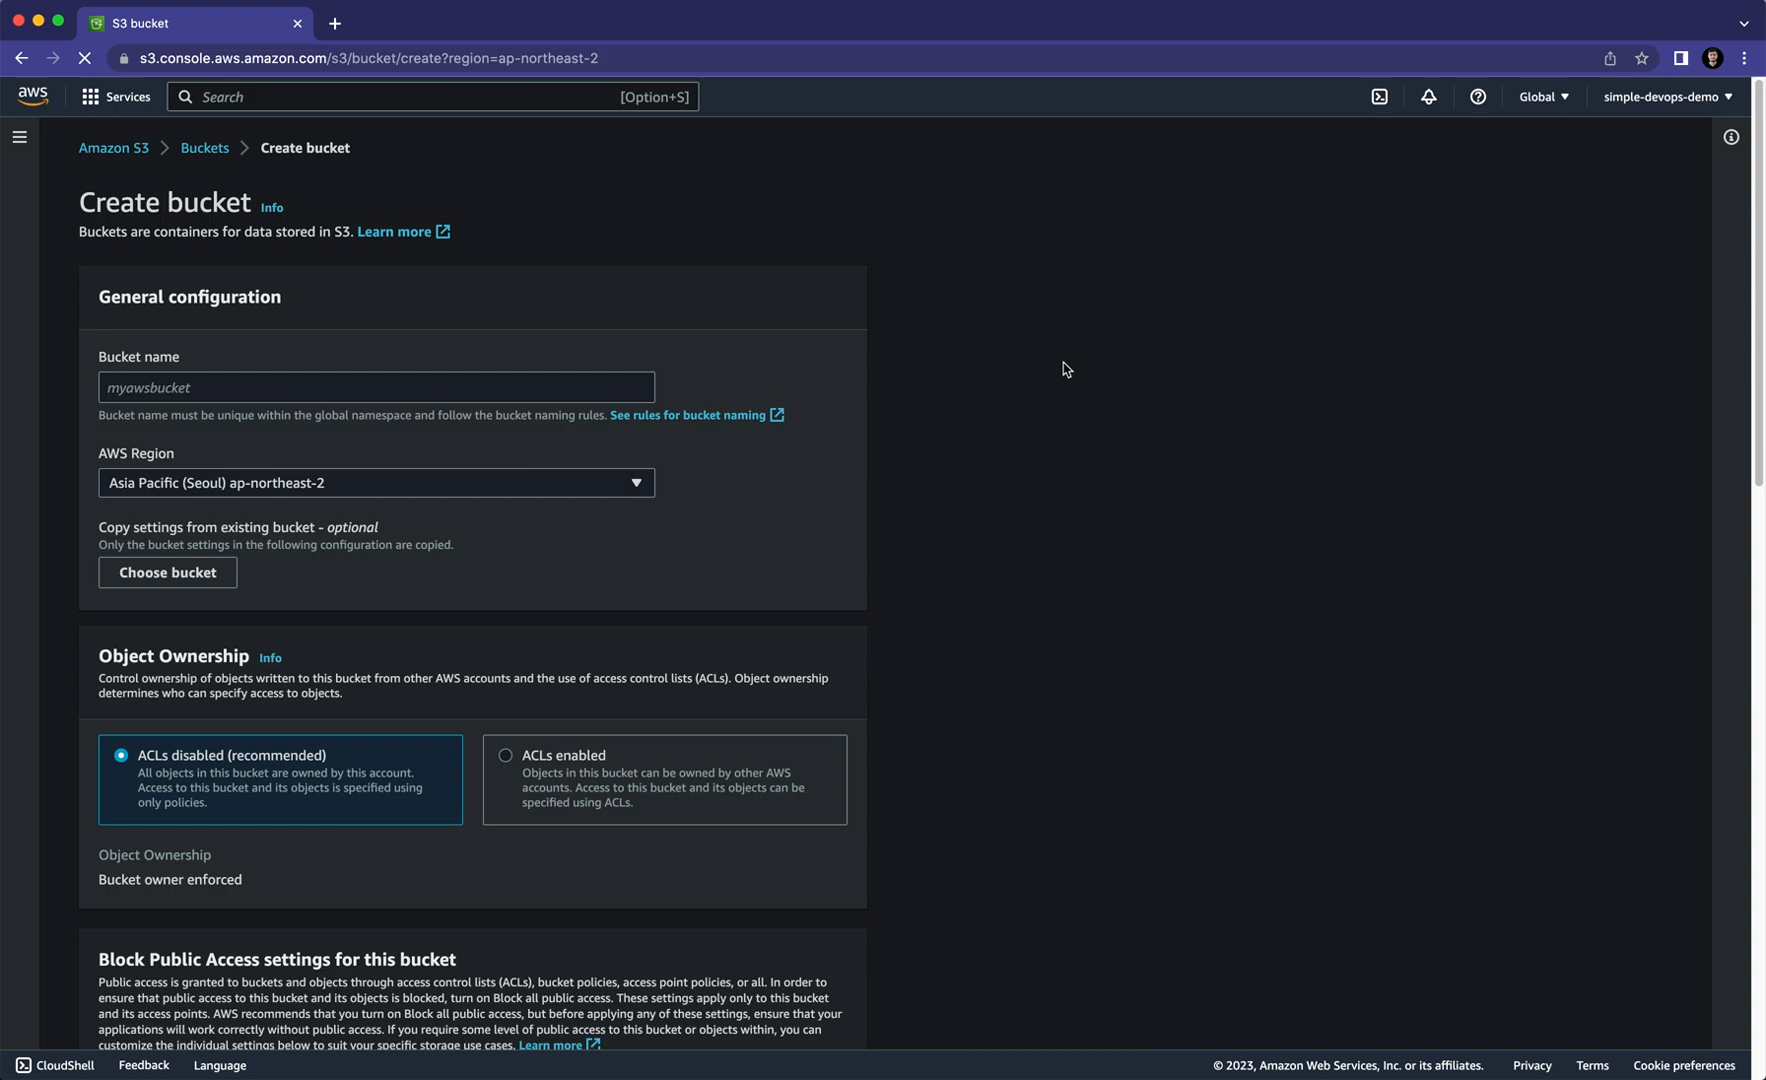 S3 bucket
s3.console.aws.amazon.com/s3/bucket/create?region=ap-northeast-2
aws
Services
Search
[Option+S]
Global
simple-devops-demo
Amazon S3
Buckets
Create bucket
Create bucket Info
Buckets are containers for data stored in S3. Learn more
General configuration
Bucket name
myawsbucket
Bucket name must be unique within the global namespace and follow the bucket naming rules. See rules for bucket naming
AWS Region
Asia Pacific (Seoul) ap-northeast-2
Copy settings from existing bucket - optional
Only the bucket settings in the following configuration are copied.
Choose bucket
Object Ownership Info
Control ownership of objects written to this bucket from other AWS accounts and the use of access control lists (ACLs). Object ownership
determines who can specify access to objects.
ACLs disabled (recommended)
All objects in this bucket are owned by this account.
Access to this bucket and its objects is specified using
only policies.
ACLs enabled
Objects in this bucket can be owned by other AWS
accounts. Access to this bucket and its objects can be
specified using ACLs.
Object Ownership
Bucket owner enforced
Block Public Access settings for this bucket
Public access is granted to buckets and objects through access control lists (ACLs), bucket policies, access point policies, or all. In order to
ensure that public access to this bucket and its objects is blocked, turn on Block all public access. These settings apply only to this bucket
and its access points. AWS recommends that you turn on Block all public access, but before applying any of these settings, ensure that your
applications will work correctly without public access. If you require some level of public access to this bucket or objects within, you can
customize the individual settings below to suit your specific storage use cases. Learn more
CloudShell
Feedback
Language
© 2023, Amazon Web Services, Inc. or its affiliates.
Privacy
Terms
Cookie preferences